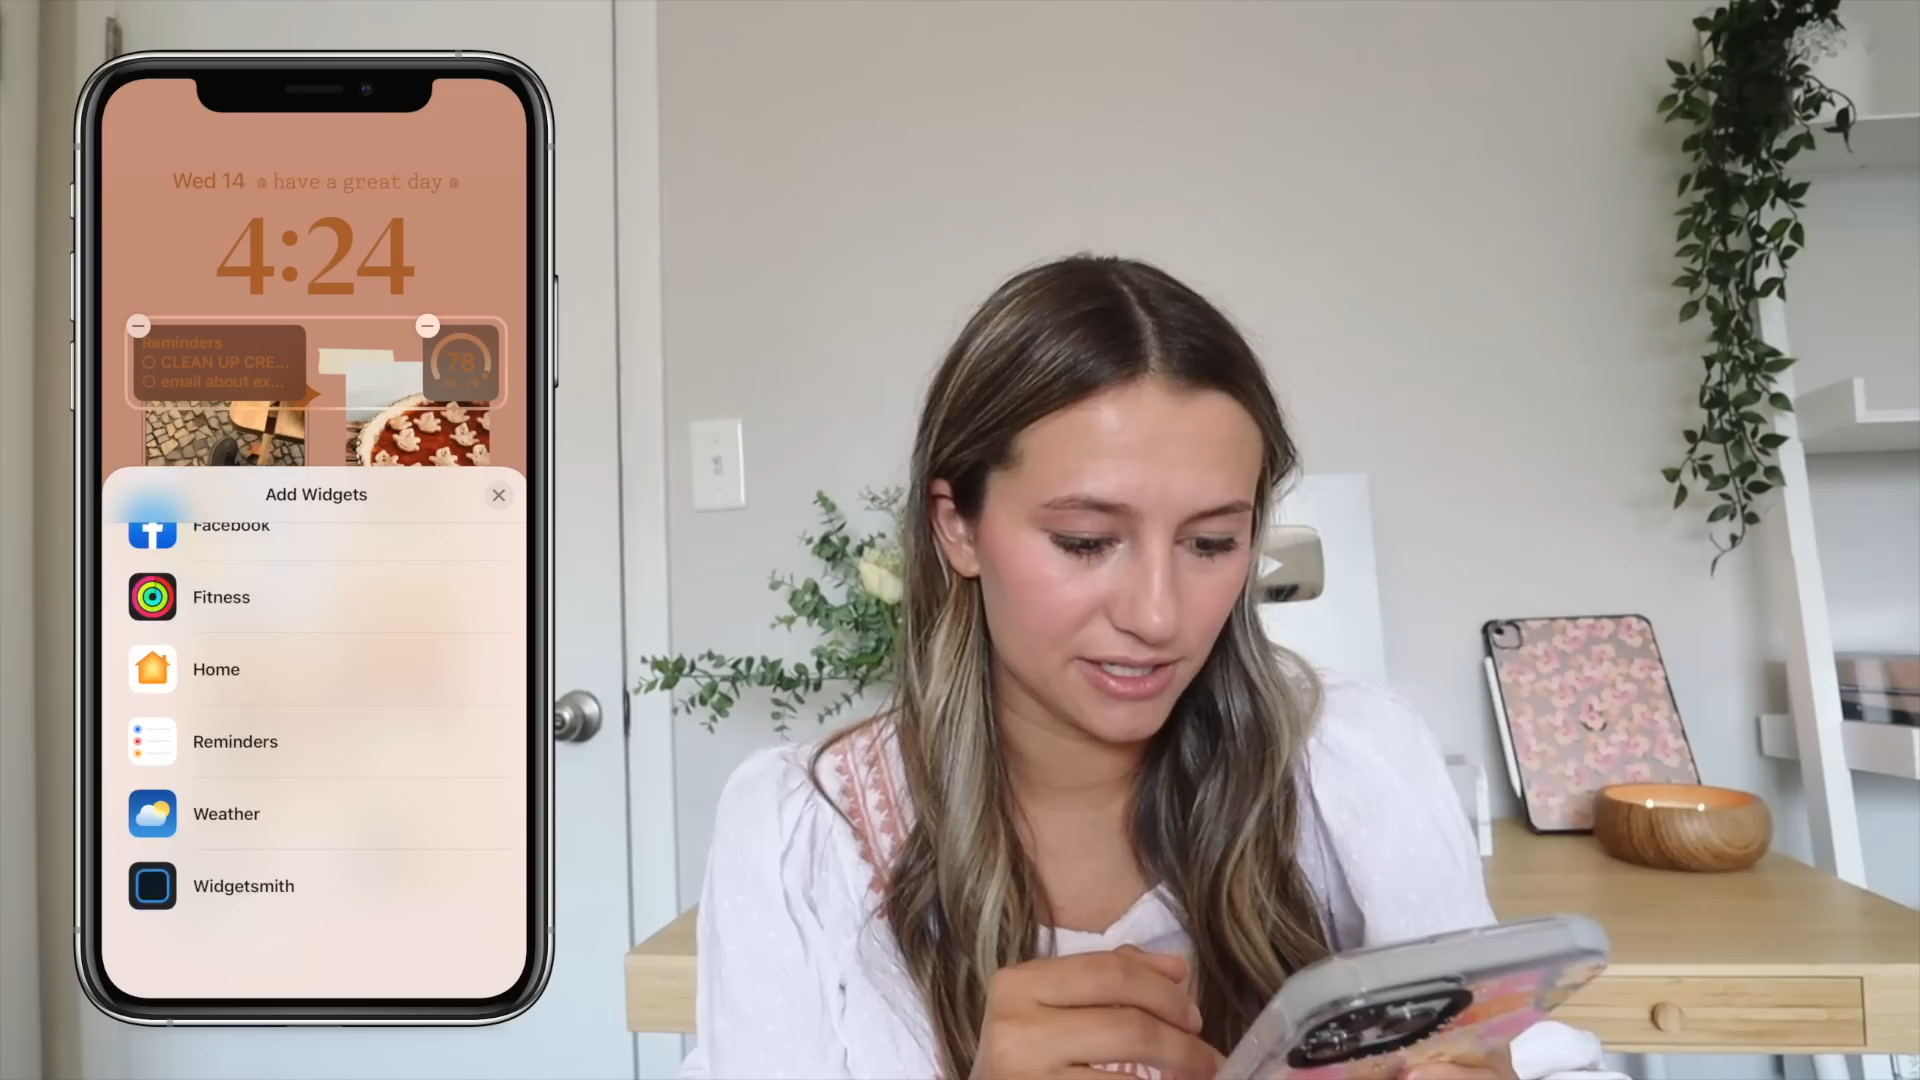 Wed 14 ⋒ have a great day ⋒
4:24
Reminders
CLEAN UP CRE...
email about ex...
78
Add Widgets
Facebook
Fitness
Home
Reminders
Weather
Widgetsmith